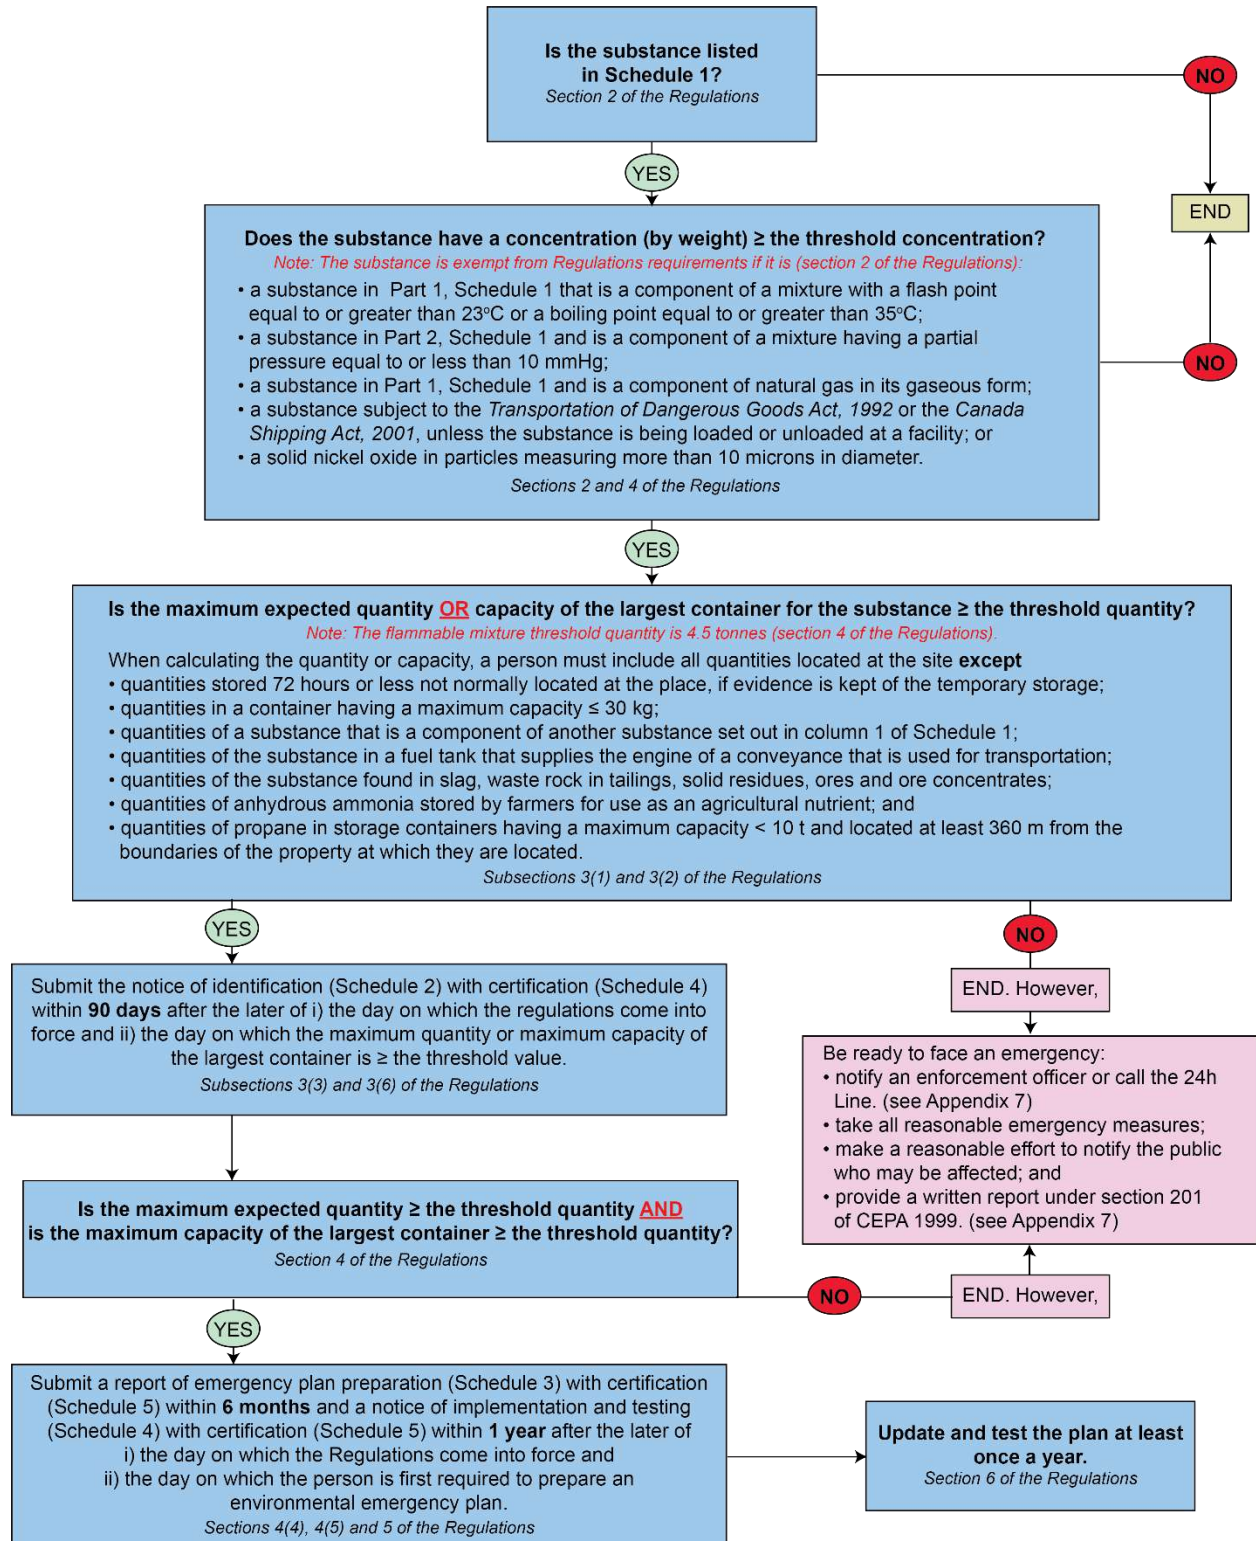 Is the substance listed
in Schedule 1?
Section 2 of the Regulations
NO
YES
END
Does the substance have a concentration (by weight) ≥ the threshold concentration?
Note: The substance is exempt from Regulations requirements if it is (section 2 of the Regulations):
• a substance in Part 1, Schedule 1 that is a component of a mixture with a flash point
equal to or greater than 23°C or a boiling point equal to or greater than 35°C;
• a substance in Part 2, Schedule 1 and is a component of a mixture having a partial
pressure equal to or less than 10 mmHg;
• a substance in Part 1, Schedule 1 and is a component of natural gas in its gaseous form;
• a substance subject to the Transportation of Dangerous Goods Act, 1992 or the Canada
Shipping Act, 2001, unless the substance is being loaded or unloaded at a facility; or
• a solid nickel oxide in particles measuring more than 10 microns in diameter.
Sections 2 and 4 of the Regulations
NO
YES
Is the maximum expected quantity OR capacity of the largest container for the substance ≥ the threshold quantity?
Note: The flammable mixture threshold quantity is 4.5 tonnes (section 4 of the Regulations).
When calculating the quantity or capacity, a person must include all quantities located at the site except
• quantities stored 72 hours or less not normally located at the place, if evidence is kept of the temporary storage;
• quantities in a container having a maximum capacity ≤ 30 kg;
• quantities of a substance that is a component of another substance set out in column 1 of Schedule 1;
• quantities of the substance in a fuel tank that supplies the engine of a conveyance that is used for transportation;
• quantities of the substance found in slag, waste rock in tailings, solid residues, ores and ore concentrates;
• quantities of anhydrous ammonia stored by farmers for use as an agricultural nutrient; and
• quantities of propane in storage containers having a maximum capacity < 10 t and located at least 360 m from the
boundaries of the property at which they are located.
Subsections 3(1) and 3(2) of the Regulations
YES
NO
Submit the notice of identification (Schedule 2) with certification (Schedule 4)
within 90 days after the later of i) the day on which the regulations come into
force and ii) the day on which the maximum quantity or maximum capacity of
the largest container is ≥ the threshold value.
Subsections 3(3) and 3(6) of the Regulations
END. However,
Be ready to face an emergency:
• notify an enforcement officer or call the 24h
Line. (see Appendix 7)
• take all reasonable emergency measures;
• make a reasonable effort to notify the public
who may be affected; and
• provide a written report under section 201
of CEPA 1999. (see Appendix 7)
Is the maximum expected quantity ≥ the threshold quantity AND
is the maximum capacity of the largest container ≥ the threshold quantity?
Section 4 of the Regulations
NO
END. However,
YES
Submit a report of emergency plan preparation (Schedule 3) with certification
(Schedule 5) within 6 months and a notice of implementation and testing
(Schedule 4) with certification (Schedule 5) within 1 year after the later of
i) the day on which the Regulations come into force and
ii) the day on which the person is first required to prepare an
environmental emergency plan.
Sections 4(4), 4(5) and 5 of the Regulations
Update and test the plan at least
once a year.
Section 6 of the Regulations